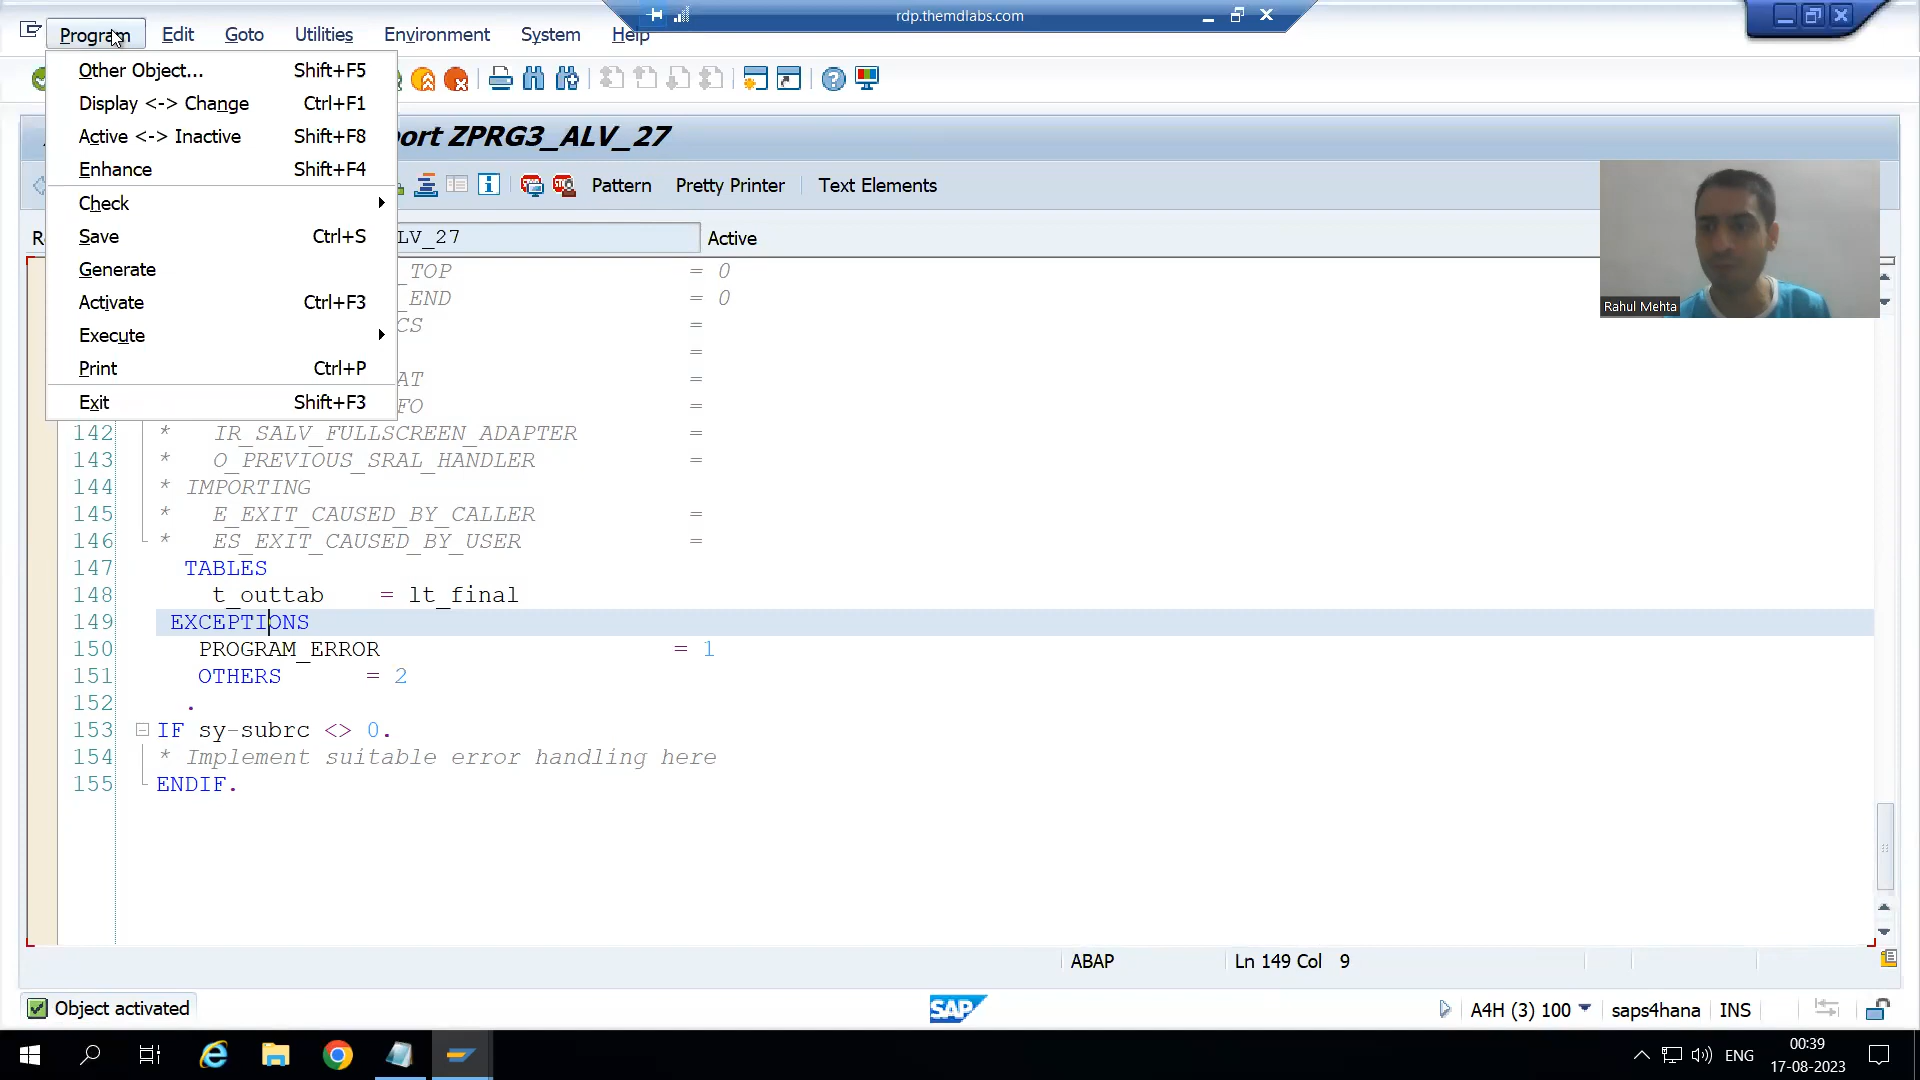 rdp.themdlabs.com
Program Edit Goto Utilities Environment System Help
Other Object... Shift+F5
Display <-> Change Ctrl+F1
Active <-> Inactive Shift+F8
Enhance Shift+F4
Check
Save Ctrl+S
Generate
Activate Ctrl+F3
Execute
Print Ctrl+P
Exit Shift+F3
port ZPRG3_ALV_27
Pattern Pretty Printer Text Elements
LV_27 Active
_TOP = 0
_END = 0
CS =
=
AT =
FO =
142 * IR_SALV_FULLSCREEN_ADAPTER =
143 * O_PREVIOUS_SRAL_HANDLER =
144 * IMPORTING
145 * E_EXIT_CAUSED_BY_CALLER =
146 * ES_EXIT_CAUSED_BY_USER =
147 TABLES
148 t_outtab = lt_final
149 EXCEPTIONS
150 PROGRAM_ERROR = 1
151 OTHERS = 2
152 .
153 IF sy-subrc <> 0.
154 * Implement suitable error handling here
155 ENDIF.
Rahul Mehta
ABAP Ln 149 Col 9
Object activated
SAP
A4H (3) 100 saps4hana INS
ENG
00:39
17-08-2023